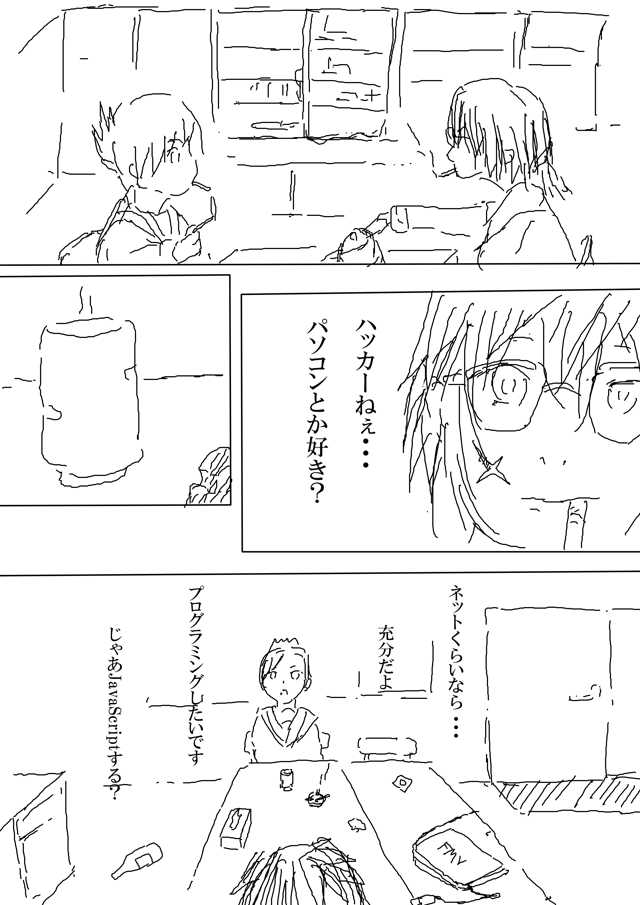 ハッカーねぇ・・・
パソコンとか好き？
ネットくらいなら・・・
充分だよ
プログラミングしたいです
じゃあJavaScriptする？
FMV